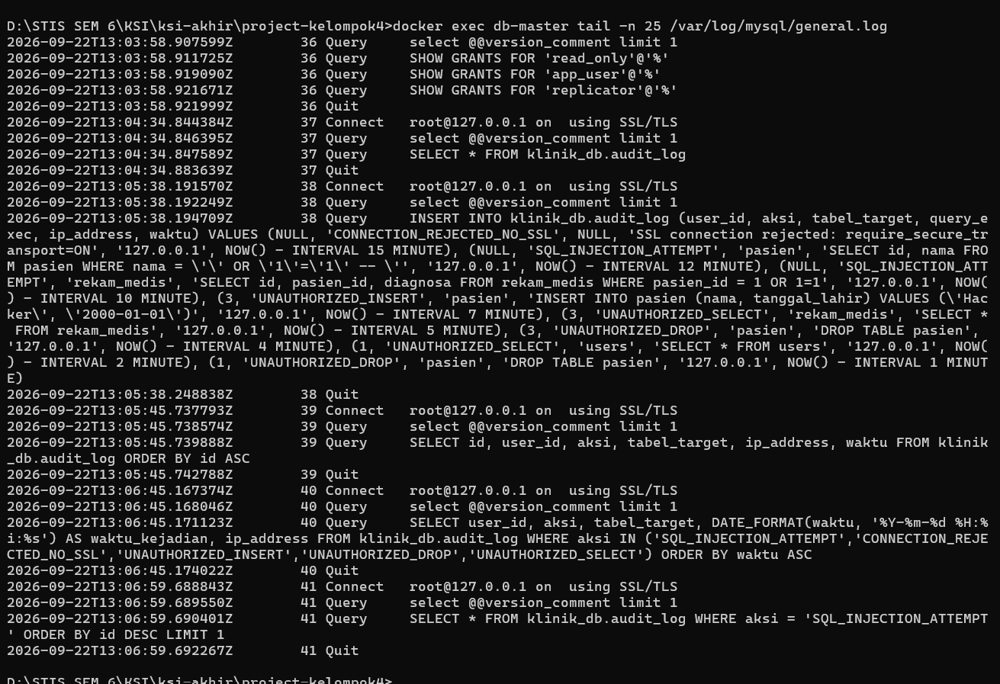 D:\STIS SEM 6\KSI\ksi-akhir\project-kelompok4>docker exec db-master tail -n 25 /var/log/mysql/general.log
2026-09-22T13:03:58.907599Z        36 Query     select @@version_comment limit 1
2026-09-22T13:03:58.911725Z        36 Query     SHOW GRANTS FOR 'read_only'@'%'
2026-09-22T13:03:58.919090Z        36 Query     SHOW GRANTS FOR 'app_user'@'%'
2026-09-22T13:03:58.921671Z        36 Query     SHOW GRANTS FOR 'replicator'@'%'
2026-09-22T13:03:58.921999Z        36 Quit
2026-09-22T13:04:34.844384Z        37 Connect   root@127.0.0.1 on  using SSL/TLS
2026-09-22T13:04:34.846395Z        37 Query     select @@version_comment limit 1
2026-09-22T13:04:34.847589Z        37 Query     SELECT * FROM klinik_db.audit_log
2026-09-22T13:04:34.883639Z        37 Quit
2026-09-22T13:05:38.191570Z        38 Connect   root@127.0.0.1 on  using SSL/TLS
2026-09-22T13:05:38.192249Z        38 Query     select @@version_comment limit 1
2026-09-22T13:05:38.194709Z        38 Query     INSERT INTO klinik_db.audit_log (user_id, aksi, tabel_target, query_e
xec, ip_address, waktu) VALUES (NULL, 'CONNECTION_REJECTED_NO_SSL', NULL, 'SSL connection rejected: require_secure_tr
ansport=ON', '127.0.0.1', NOW() - INTERVAL 15 MINUTE), (NULL, 'SQL_INJECTION_ATTEMPT', 'pasien', 'SELECT id, nama FRO
M pasien WHERE nama = \'\' OR \'1\'=\'1\' -- \'', '127.0.0.1', NOW() - INTERVAL 12 MINUTE), (NULL, 'SQL_INJECTION_ATT
EMPT', 'rekam_medis', 'SELECT id, pasien_id, diagnosa FROM rekam_medis WHERE pasien_id = 1 OR 1=1', '127.0.0.1', NOW(
) - INTERVAL 10 MINUTE), (3, 'UNAUTHORIZED_INSERT', 'pasien', 'INSERT INTO pasien (nama, tanggal_lahir) VALUES (\'Hac
ker\', \'2000-01-01\')', '127.0.0.1', NOW() - INTERVAL 7 MINUTE), (3, 'UNAUTHORIZED_SELECT', 'rekam_medis', 'SELECT *
 FROM rekam_medis', '127.0.0.1', NOW() - INTERVAL 5 MINUTE), (3, 'UNAUTHORIZED_DROP', 'pasien', 'DROP TABLE pasien',
'127.0.0.1', NOW() - INTERVAL 4 MINUTE), (1, 'UNAUTHORIZED_SELECT', 'users', 'SELECT * FROM users', '127.0.0.1', NOW(
) - INTERVAL 2 MINUTE), (1, 'UNAUTHORIZED_DROP', 'pasien', 'DROP TABLE pasien', '127.0.0.1', NOW() - INTERVAL 1 MINUT
E)
2026-09-22T13:05:38.248838Z        38 Quit
2026-09-22T13:05:45.737793Z        39 Connect   root@127.0.0.1 on  using SSL/TLS
2026-09-22T13:05:45.738574Z        39 Query     select @@version_comment limit 1
2026-09-22T13:05:45.739888Z        39 Query     SELECT id, user_id, aksi, tabel_target, ip_address, waktu FROM klinik
_db.audit_log ORDER BY id ASC
2026-09-22T13:05:45.742788Z        39 Quit
2026-09-22T13:06:45.167374Z        40 Connect   root@127.0.0.1 on  using SSL/TLS
2026-09-22T13:06:45.168046Z        40 Query     select @@version_comment limit 1
2026-09-22T13:06:45.171123Z        40 Query     SELECT user_id, aksi, tabel_target, DATE_FORMAT(waktu, '%Y-%m-%d %H:%
i:%s') AS waktu_kejadian, ip_address FROM klinik_db.audit_log WHERE aksi IN ('SQL_INJECTION_ATTEMPT','CONNECTION_REJE
CTED_NO_SSL','UNAUTHORIZED_INSERT','UNAUTHORIZED_DROP','UNAUTHORIZED_SELECT') ORDER BY waktu ASC
2026-09-22T13:06:45.174022Z        40 Quit
2026-09-22T13:06:59.688843Z        41 Connect   root@127.0.0.1 on  using SSL/TLS
2026-09-22T13:06:59.689550Z        41 Query     select @@version_comment limit 1
2026-09-22T13:06:59.690401Z        41 Query     SELECT * FROM klinik_db.audit_log WHERE aksi = 'SQL_INJECTION_ATTEMPT
' ORDER BY id DESC LIMIT 1
2026-09-22T13:06:59.692267Z        41 Quit
D:\STIS SEM 6\KSI\ksi-akhir\project-kelompok4>